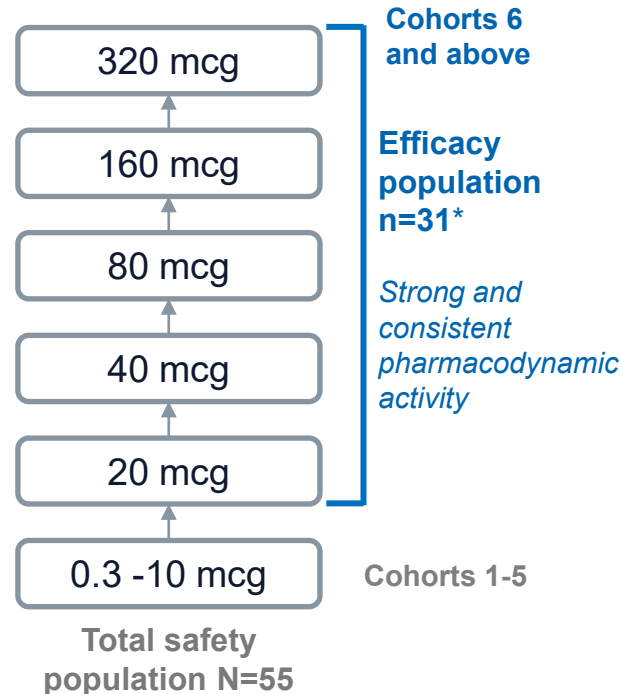 Cohorts 6
and above
320 mcg
160 mcg
Efficacy
population
n=31*
80 mcg
Strong and
consistent
pharmacodynamic
activity
40 mcg
20 mcg
0.3 -10 mcg
Cohorts 1-5
Total safety
population N=55